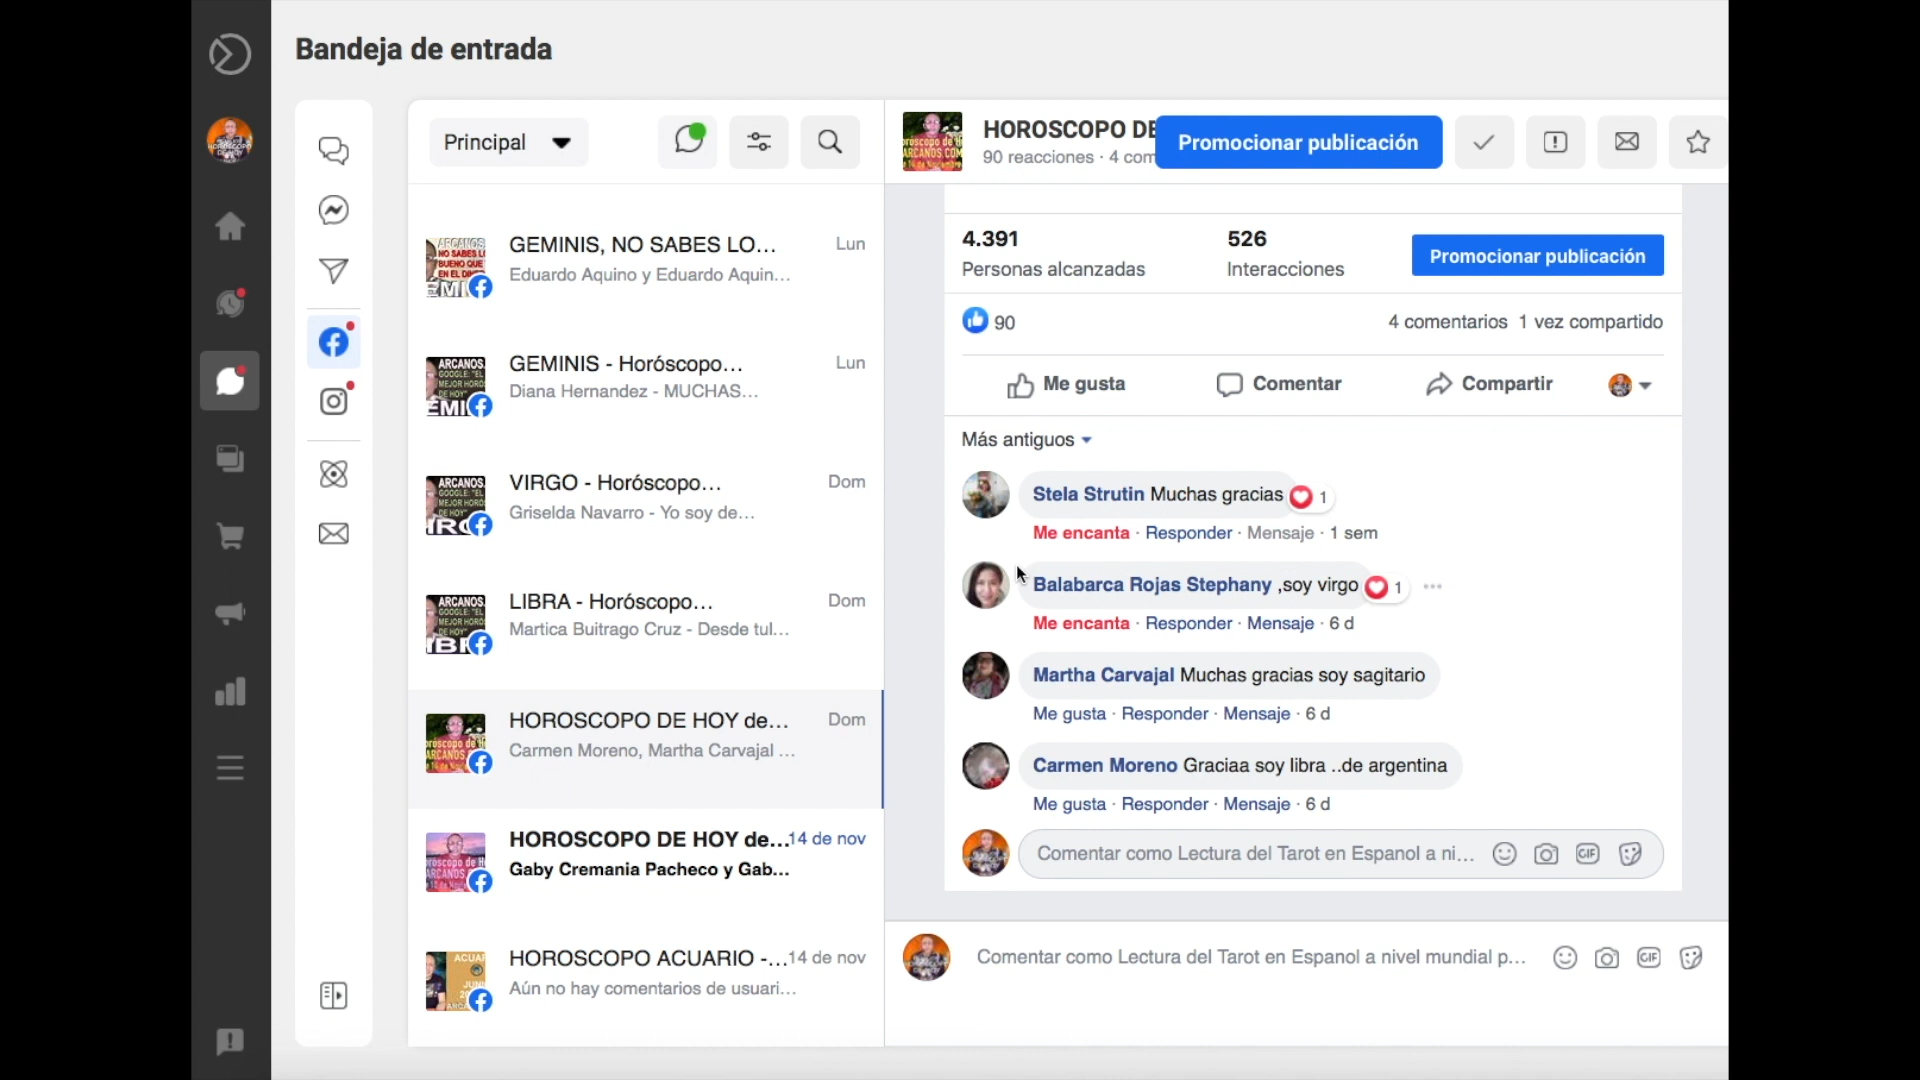 Bandeja de entrada
Principal
GEMINIS, NO SABES LO...
Lun
Eduardo Aquino y Eduardo Aquin...
GEMINIS - Horóscopo...
Lun
Diana Hernandez - MUCHAS...
VIRGO - Horóscopo...
Dom
Griselda Navarro - Yo soy de...
LIBRA - Horóscopo...
Dom
Martica Buitrago Cruz - Desde tul...
HOROSCOPO DE HOY de...
Dom
Carmen Moreno, Martha Carvajal ...
HOROSCOPO DE HOY de...
14 de nov
Gaby Cremania Pacheco y Gab...
HOROSCOPO ACUARIO -...
14 de nov
Aún no hay comentarios de usuari...
HOROSCOPO DE
90 reacciones · 4 com
Promocionar publicación
4.391
Personas alcanzadas
526
Interacciones
Promocionar publicación
90
4 comentarios 1 vez compartido
Me gusta
Comentar
Compartir
Más antiguos
Stela Strutin Muchas gracias
1
Me encanta · Responder · Mensaje · 1 sem
Balabarca Rojas Stephany ,soy virgo
1
Me encanta · Responder · Mensaje · 6 d
Martha Carvajal Muchas gracias soy sagitario
Me gusta · Responder · Mensaje · 6 d
Carmen Moreno Graciaa soy libra ..de argentina
Me gusta · Responder · Mensaje · 6 d
Comentar como Lectura del Tarot en Espanol a ni...
GIF
Comentar como Lectura del Tarot en Espanol a nivel mundial p...
GIF